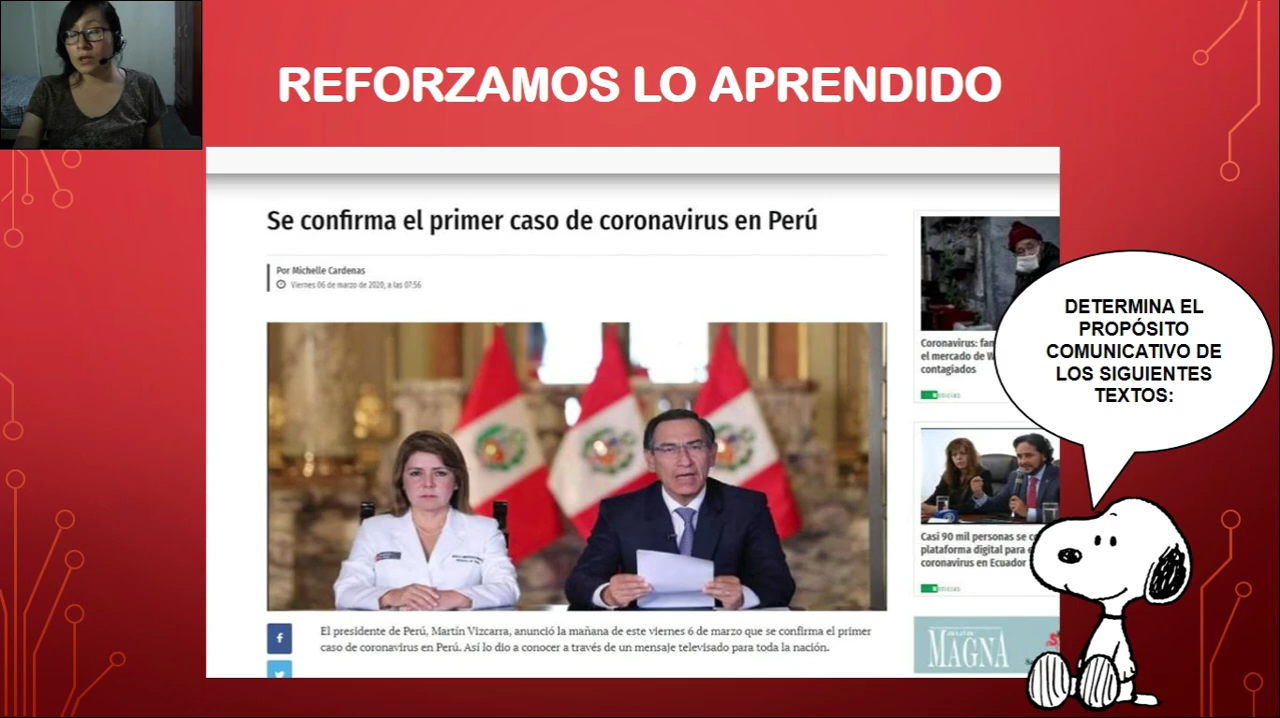 REFORZAMOS LO APRENDIDO
Se confirma el primer caso de coronavirus en Perú
Por Michelle Cardenas
Viernes 06 de marzo de 2020, a las 07:56
El presidente de Perú, Martín Vizcarra, anunció la mañana de este viernes 6 de marzo que se confirma el primer
caso de coronavirus en Perú. Así lo dio a conocer a través de un mensaje televisado para toda la nación.
Coronavirus:
el mercado de
contagiados
Casi 90 mil personas se
plataforma digital para
coronavirus en Ecuador
MAGNA
DETERMINA EL
PROPÓSITO
COMUNICATIVO DE
LOS SIGUIENTES
TEXTOS: